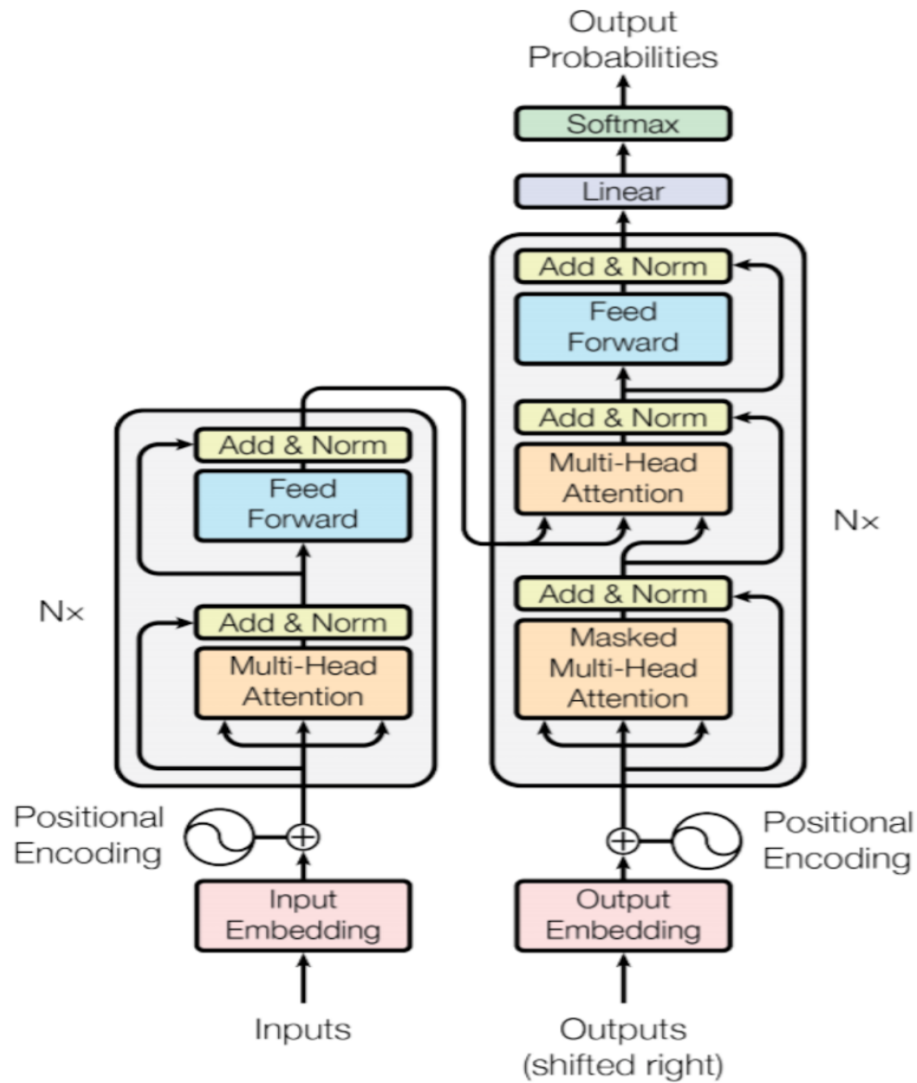 Output
Probabilities
Softmax
Linear
Add & Norm
Feed
Forward
Add & Norm
Multi-Head
Attention
Nx
Add & Norm
Masked
Multi-Head
Attention
Add & Norm
Feed
Forward
Nx
Add & Norm
Multi-Head
Attention
Positional
Encoding
Positional
Encoding
Input
Embedding
Output
Embedding
Inputs
Outputs
(shifted right)